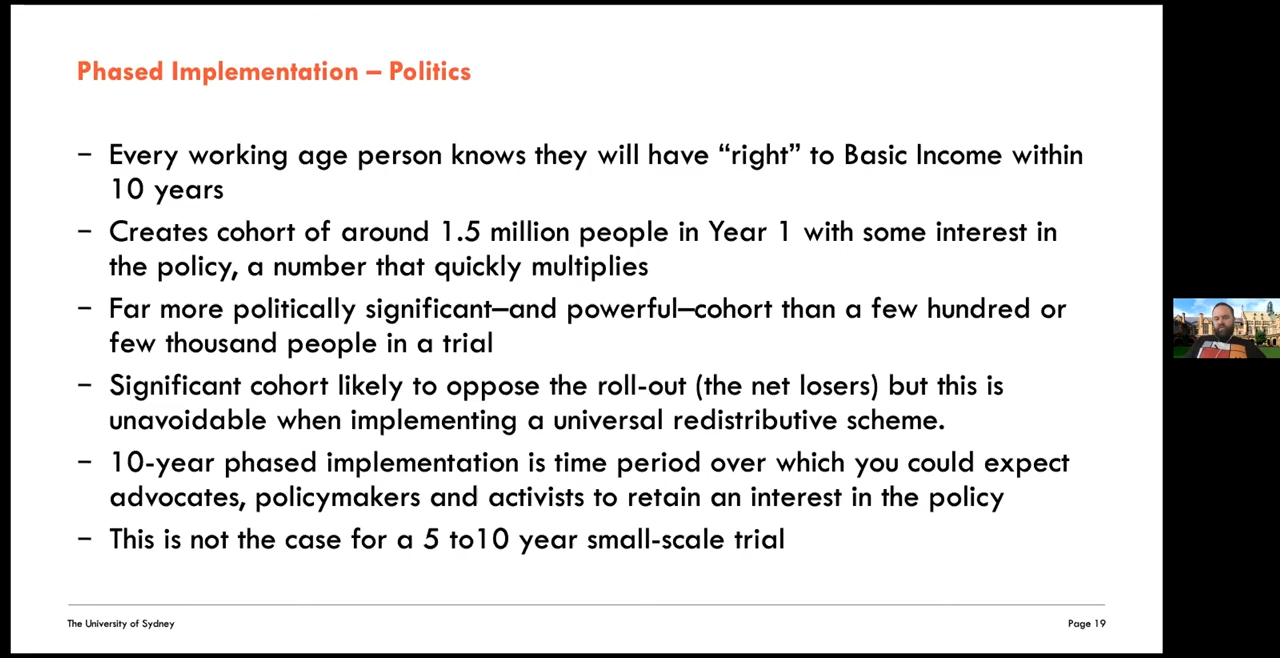 Phased Implementation – Politics
– Every working age person knows they will have “right” to Basic Income within
10 years
– Creates cohort of around 1.5 million people in Year 1 with some interest in
the policy, a number that quickly multiplies
– Far more politically significant—and powerful—cohort than a few hundred or
few thousand people in a trial
– Significant cohort likely to oppose the roll-out (the net losers) but this is
unavoidable when implementing a universal redistributive scheme.
– 10-year phased implementation is time period over which you could expect
advocates, policymakers and activists to retain an interest in the policy
– This is not the case for a 5 to10 year small-scale trial
The University of Sydney
Page 19